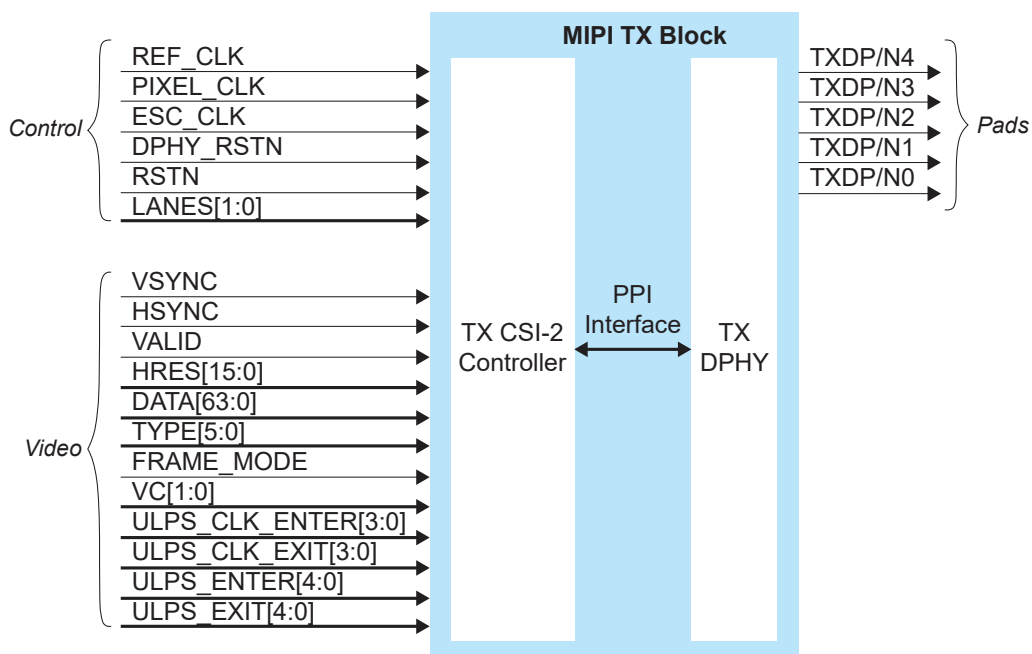 MIPI TX Block
REF_CLK
PIXEL_CLK
ESC_CLK
DPHY_RSTN
RSTN
LANES[1:0]
Control
VSYNC
HSYNC
VALID
HRES[15:0]
DATA[63:0]
TYPE[5:0]
FRAME_MODE
VC[1:0]
ULPS_CLK_ENTER[3:0]
ULPS_CLK_EXIT[3:0]
ULPS_ENTER[4:0]
ULPS_EXIT[4:0]
Video
TX CSI-2
Controller
PPI
Interface
TX
DPHY
TXDP/N4
TXDP/N3
TXDP/N2
TXDP/N1
TXDP/N0
Pads